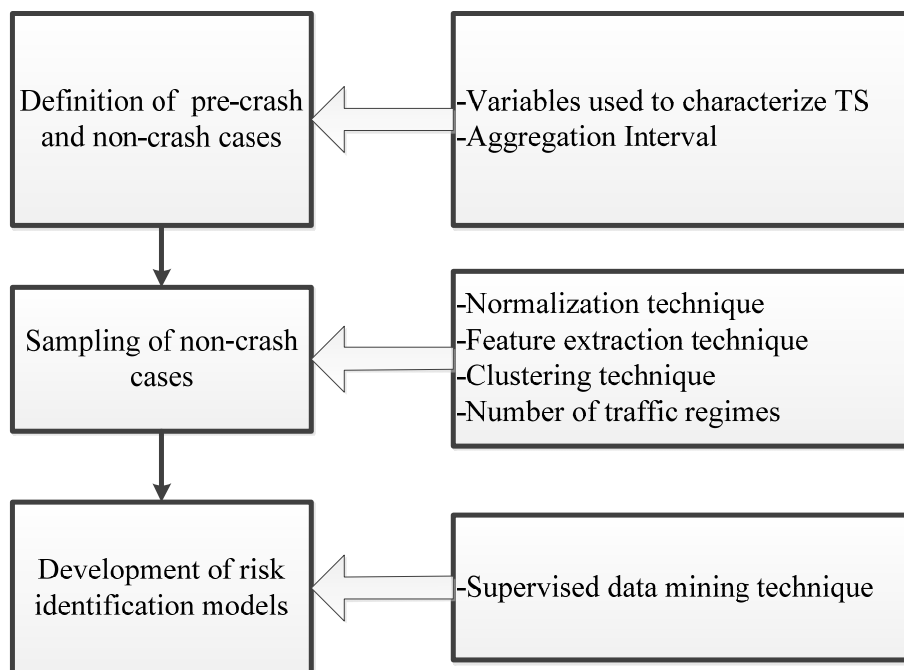 Definition of pre-crash
and non-crash cases
-Variables used to characterize TS
-Aggregation Interval
Sampling of non-crash
cases
-Normalization technique
-Feature extraction technique
-Clustering technique
-Number of traffic regimes
Development of risk
identification models
-Supervised data mining technique